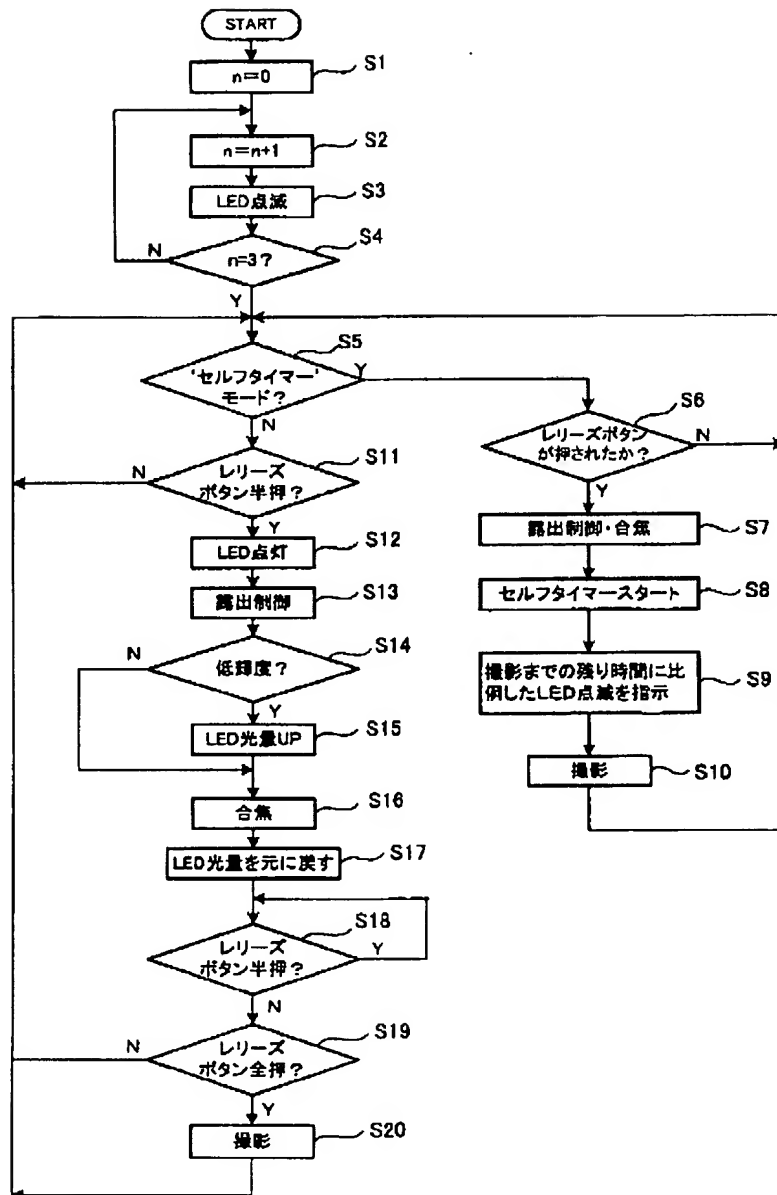 START
n=0
S1
n=n+1
S2
LED点滅
S3
n=3?
S4
N
Y
'セルフタイマー'
モード?
S5
Y
N
レリーズボタン
が押されたか?
S6
N
Y
露出制御・合焦
S7
セルフタイマースタート
S8
撮影までの残り時間に比
例したLED点滅を指示
S9
撮影
S10
レリーズ
ボタン半押?
S11
N
Y
LED点灯
S12
露出制御
S13
低輝度?
S14
N
Y
LED光量UP
S15
合焦
S16
LED光量を元に戻す
S17
レリーズ
ボタン半押?
S18
Y
N
レリーズ
ボタン全押?
S19
N
Y
撮影
S20